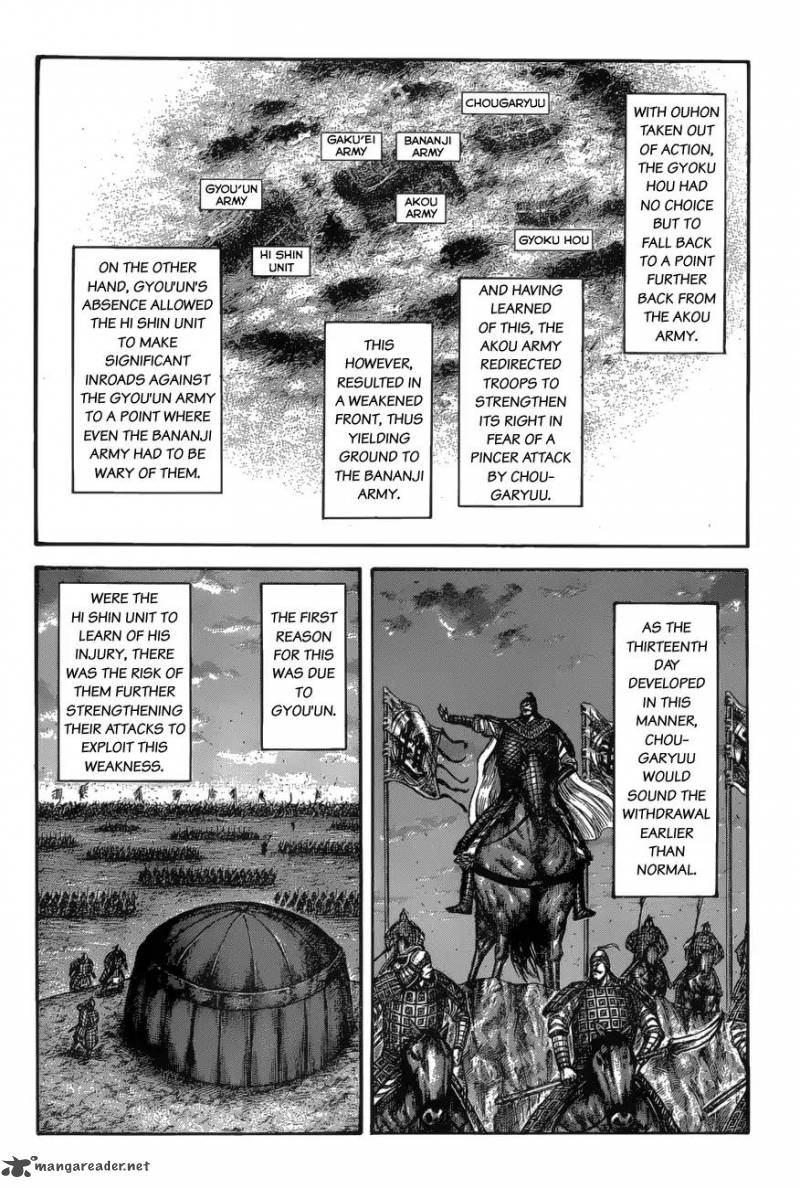 WITH OUHON
TAKEN OUT
OF ACTION,
THE GYOKU
HOU HAD
NO CHOICE
BUT TO
FALL BACK
TO A POINT
FURTHER
BACK FROM
THE AKOU
ARMY.
CHOUGARYUU
GAKU'EI
ARMY
BANANJI
ARMY
GYOU'UN
ARMY
AKOU
ARMY
HI SHIN
UNIT
GYOKU HOU
AND HAVING
LEARNED
OF THIS, THE
AKOU ARMY
REDIRECTED
TROOPS TO
STRENGTHEN
ITS RIGHT IN
FEAR OF A
PINCER ATTACK
BY CHOU-
GARYUU.
THIS
HOWEVER,
RESULTED IN
A WEAKENED
FRONT, THUS
YIELDING
GROUND TO
THE BANANJI
ARMY.
ON THE OTHER
HAND, GYOU'UN'S
ABSENCE ALLOWED
THE HI SHIN UNIT
TO MAKE
SIGNIFICANT
INROADS AGAINST
THE GYOU'UN ARMY
TO A POINT WHERE
EVEN THE BANANJI
ARMY HAD TO BE
WARY OF THEM.
AS THE
THIRTEENTH
DAY
DEVELOPED
IN THIS
MANNER,
CHOU-
GARYUU
WOULD
SOUND THE
WITHDRAWAL
EARLIER
THAN
NORMAL.
THE FIRST
REASON
FOR THIS
WAS DUE
TO
GYOU'UN.
WERE THE
HI SHIN UNIT TO
LEARN OF HIS
INJURY, THERE
WAS THE RISK OF
THEM FURTHER
STRENGTHENING
THEIR ATTACKS TO
EXPLOIT THIS
WEAKNESS.
mangareader.net